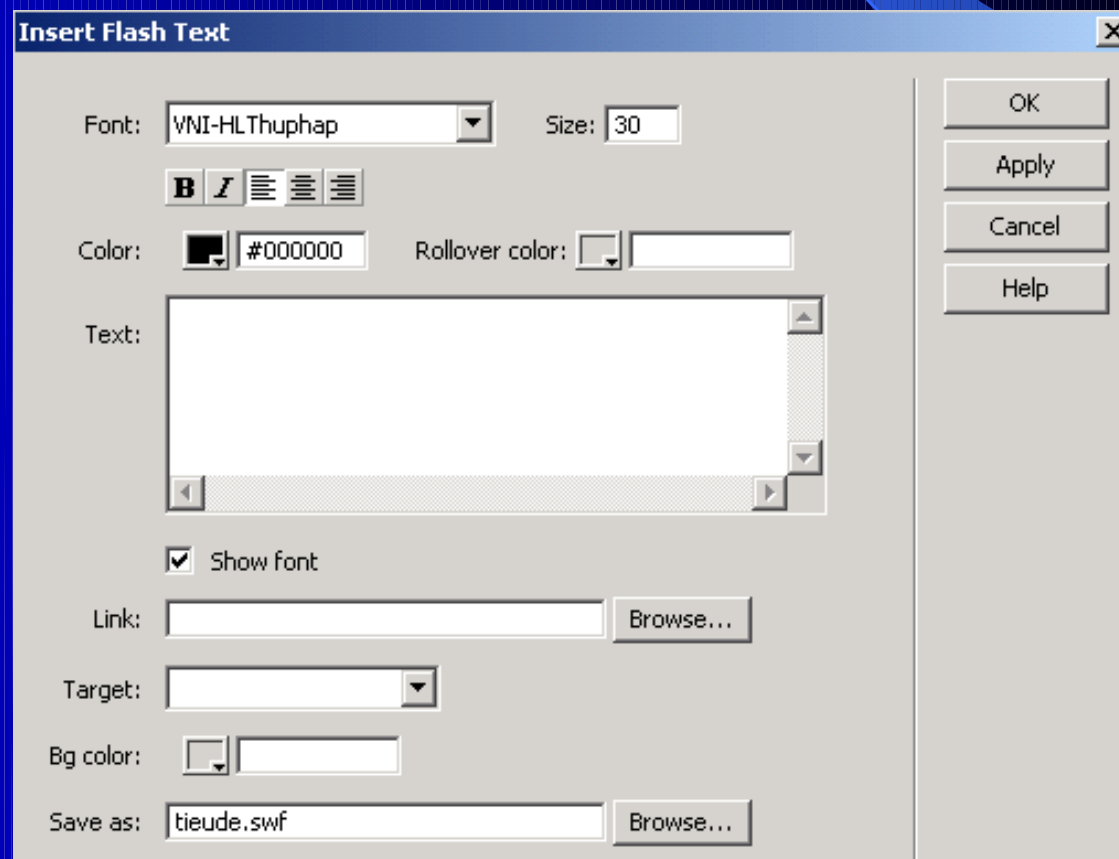 Insert Flash Text
Font: VNI-HLThuphap Size: 30
OK
Apply
B I
Color: #000000 Rollover color:
Cancel
Help
Text:
Show font
Link: Browse...
Target:
Bg color:
Save as: tieude.swf Browse...